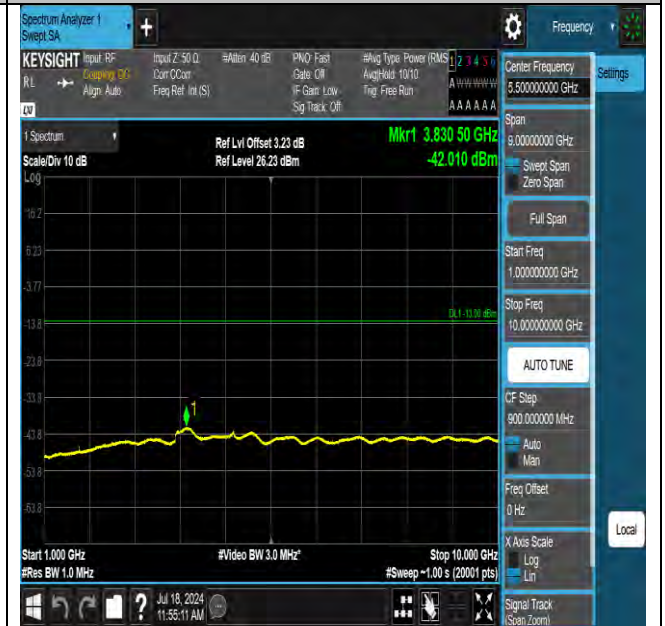 Spectrum Analyzer 1
Swept SA
+
Frequency
KEYSIGHT
RL
Input: RF
Coupling: DC
Align: Auto
Input Z: 50 Ω
Corr CCorr
Freq Ref: Int (S)
#Atten: 40 dB
PNO: Fast
Gate: Off
IF Gain: Low
Sig Track: Off
#Avg Type: Power (RMS
Avg|Hold: 10/10
Trig: Free Run
1 2 3 4 5 6
A W W W W W
A A A A A A
1 Spectrum
Scale/Div 10 dB
Log
Ref Lvl Offset 3.23 dB
Ref Level 26.23 dBm
Mkr1 3.830 50 GHz
-42.010 dBm
16.2
6.23
-3.77
-13.8
-23.8
-33.8
-43.8
-53.8
-63.8
DL1 -13.00 dBm
1
Start 1.000 GHz
#Res BW 1.0 MHz
#Video BW 3.0 MHz*
Stop 10.000 GHz
#Sweep ~1.00 s (20001 pts)
?
Jul 18, 2024
11:55:11 AM
Center Frequency
5.500000000 GHz
Settings
Span
9.00000000 GHz
Swept Span
Zero Span
Full Span
Start Freq
1.000000000 GHz
Stop Freq
10.000000000 GHz
AUTO TUNE
CF Step
900.000000 MHz
Auto
Man
Freq Offset
0 Hz
X Axis Scale
Log
Lin
Local
Signal Track
(Span Zoom)